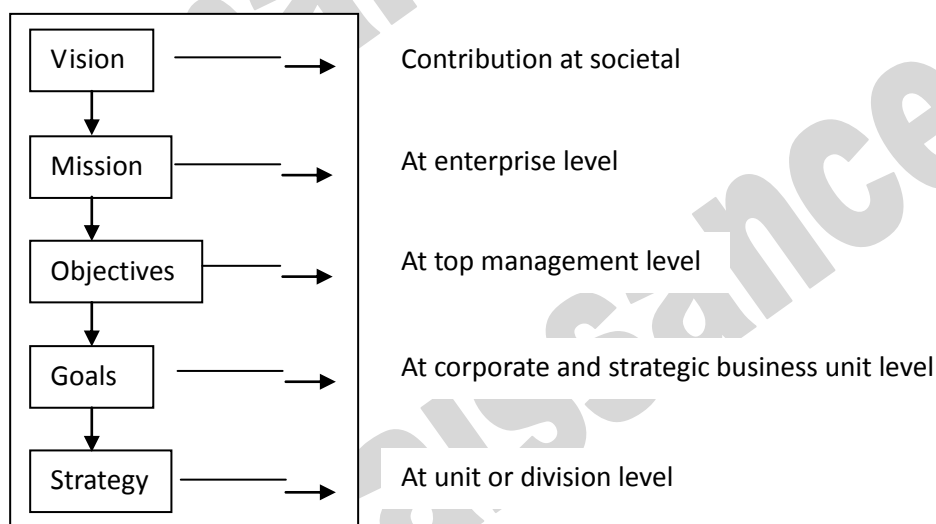 Vision
Contribution at societal
Mission
At enterprise level
Objectives
At top management level
Goals
At corporate and strategic business unit level
Strategy
At unit or division level